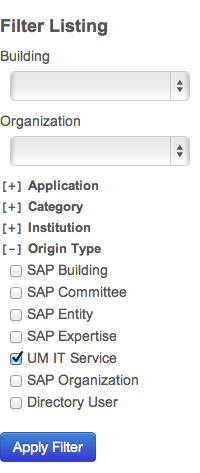 Filter Listing
Building
Organization
[+] Application
[+] Category
[+] Institution
[−] Origin Type
SAP Building
SAP Committee
SAP Entity
SAP Expertise
UM IT Service
SAP Organization
Directory User
Apply Filter